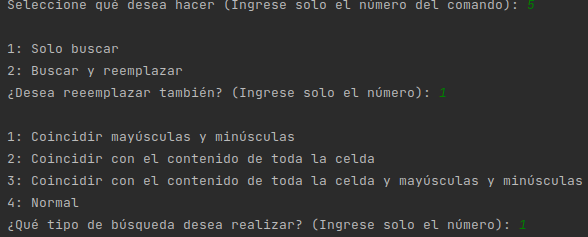 Seleccione qué desea hacer (Ingrese solo el número del comando): 5
1: Solo buscar
2: Buscar y reemplazar
¿Desea reeemplazar también? (Ingrese solo el número): 1
1: Coincidir mayúsculas y minúsculas
2: Coincidir con el contenido de toda la celda
3: Coincidir con el contenido de toda la celda y mayúsculas y minúsculas
4: Normal
¿Qué tipo de búsqueda desea realizar? (Ingrese solo el número): 1